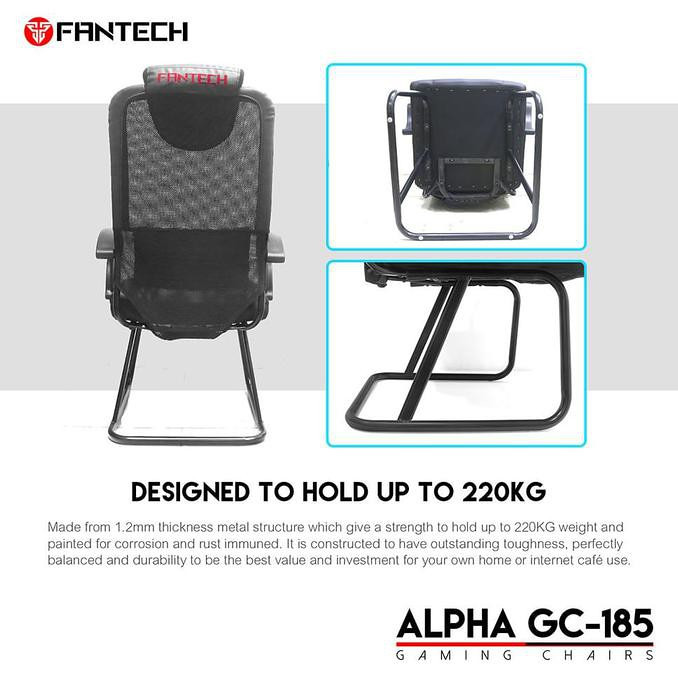 FANTECH
FANTECH
DESIGNED TO HOLD UP TO 220KG
Made from 1.2mm thickness metal structure which give a strength to hold up to 220KG weight and
painted for corrosion and rust immuned. It is constructed to have outstanding toughness, perfectly
balanced and durability to be the best value and investment for your own home or internet café use.
ALPHA GC-185
GAMING CHAIRS